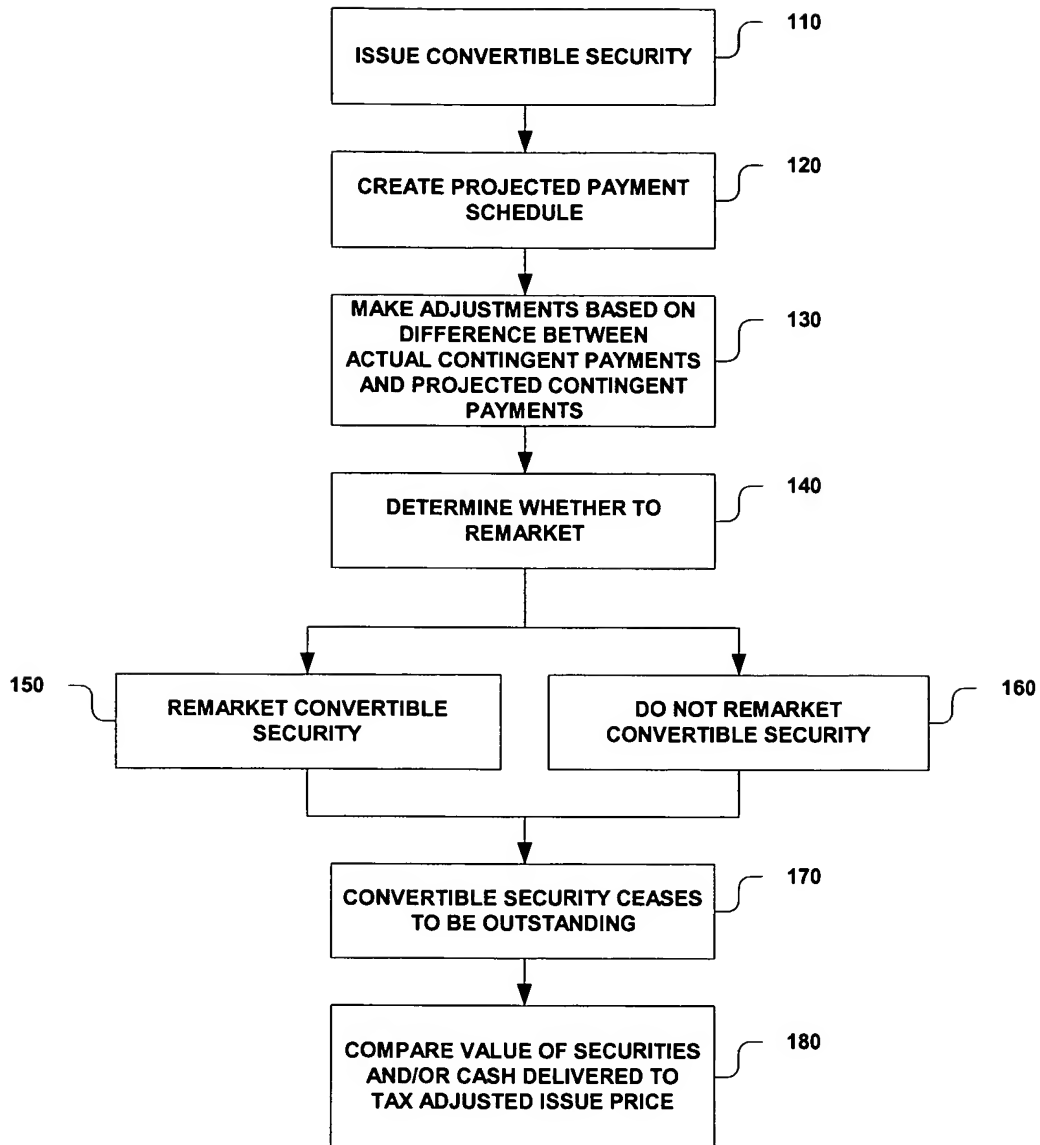 110
ISSUE CONVERTIBLE SECURITY
120
CREATE PROJECTED PAYMENT
SCHEDULE
MAKE ADJUSTMENTS BASED ON
DIFFERENCE BETWEEN
ACTUAL CONTINGENT PAYMENTS
AND PROJECTED CONTINGENT
PAYMENTS
130
140
DETERMINE WHETHER TO
REMARKET
150
REMARKET CONVERTIBLE
SECURITY
DO NOT REMARKET
CONVERTIBLE SECURITY
160
170
CONVERTIBLE SECURITY CEASES
TO BE OUTSTANDING
180
COMPARE VALUE OF SECURITIES
AND/OR CASH DELIVERED TO
TAX ADJUSTED ISSUE PRICE